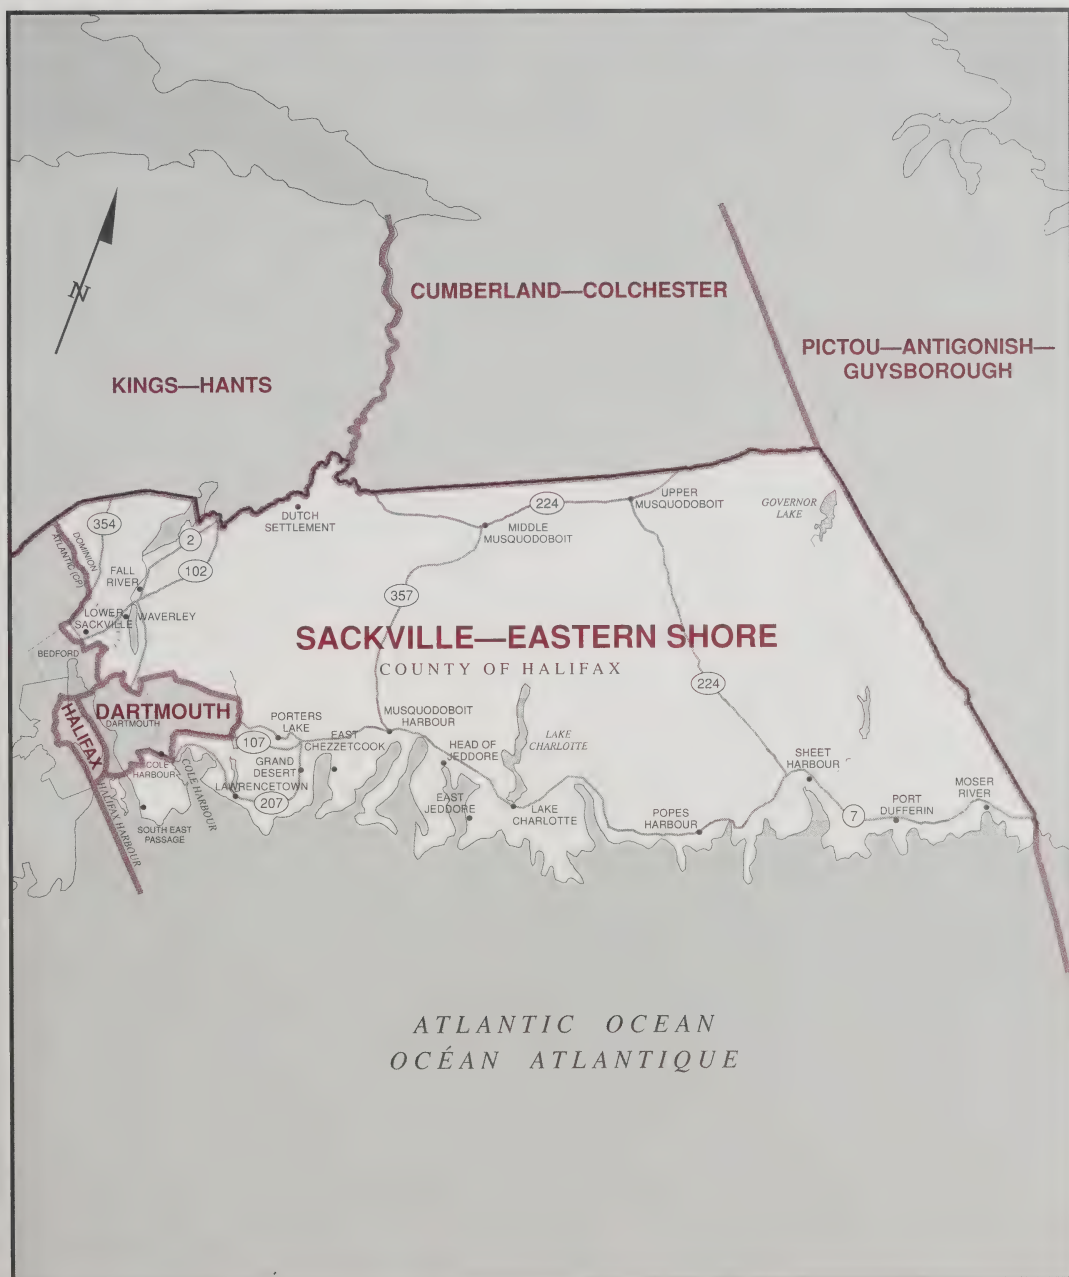 N
CUMBERLAND—COLCHESTER
PICTOU—ANTIGONISH—
GUYSBOROUGH
KINGS—HANTS
354
DOMINION
ATLANTIC (CP)
2
102
FALL
RIVER
LOWER
SACKVILLE
WAVERLEY
BEDFORD
DUTCH
SETTLEMENT
224
UPPER
MUSQUODOBOIT
MIDDLE
MUSQUODOBOIT
GOVERNOR
LAKE
357
SACKVILLE—EASTERN SHORE
COUNTY OF HALIFAX
224
HALIFAX
DARTMOUTH
DARTMOUTH
PORTERS
LAKE
107
EAST
CHEZZETCOOK
MUSQUODOBOIT
HARBOUR
HEAD OF
JEDDORE
LAKE
CHARLOTTE
COLE
HARBOUR
COLE HARBOUR
GRAND
DESERT
LAWRENCETOWN
207
EAST
JEDDORE
LAKE
CHARLOTTE
POPES
HARBOUR
SHEET
HARBOUR
7
PORT
DUFFERIN
MOSER
RIVER
HALIFAX HARBOUR
SOUTH EAST
PASSAGE
ATLANTIC OCEAN
OCÉAN ATLANTIQUE